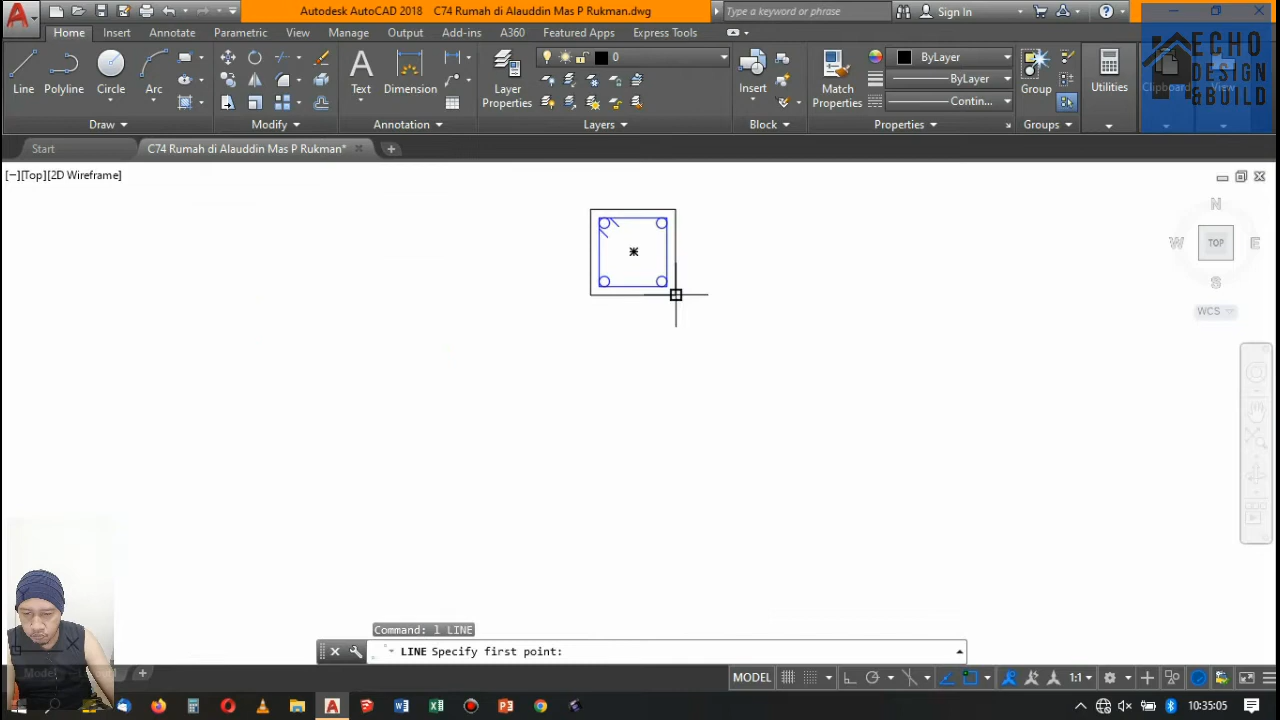 Autodesk AutoCAD 2018 C74 Rumah di Alauddin Mas P Rukman.dwg
Type a keyword or phrase
Sign In
Home Insert Annotate Parametric View Manage Output Add-ins A360 Featured Apps Express Tools
ECHO
DESIGN
&BUILD
0
ByLayer
ByLayer
Contin...
Line Polyline Circle Arc
Text Dimension
Layer
Properties
Insert
Match
Properties
Group
Utilities
Clipboard
View
Draw Modify Annotation Layers Block Properties Groups
Start
C74 Rumah di Alauddin Mas P Rukman*
[−][Top][2D Wireframe]
N
W TOP E
S
WCS
Command: l LINE
LINE Specify first point:
Model
MODEL
1:1
10:35:05